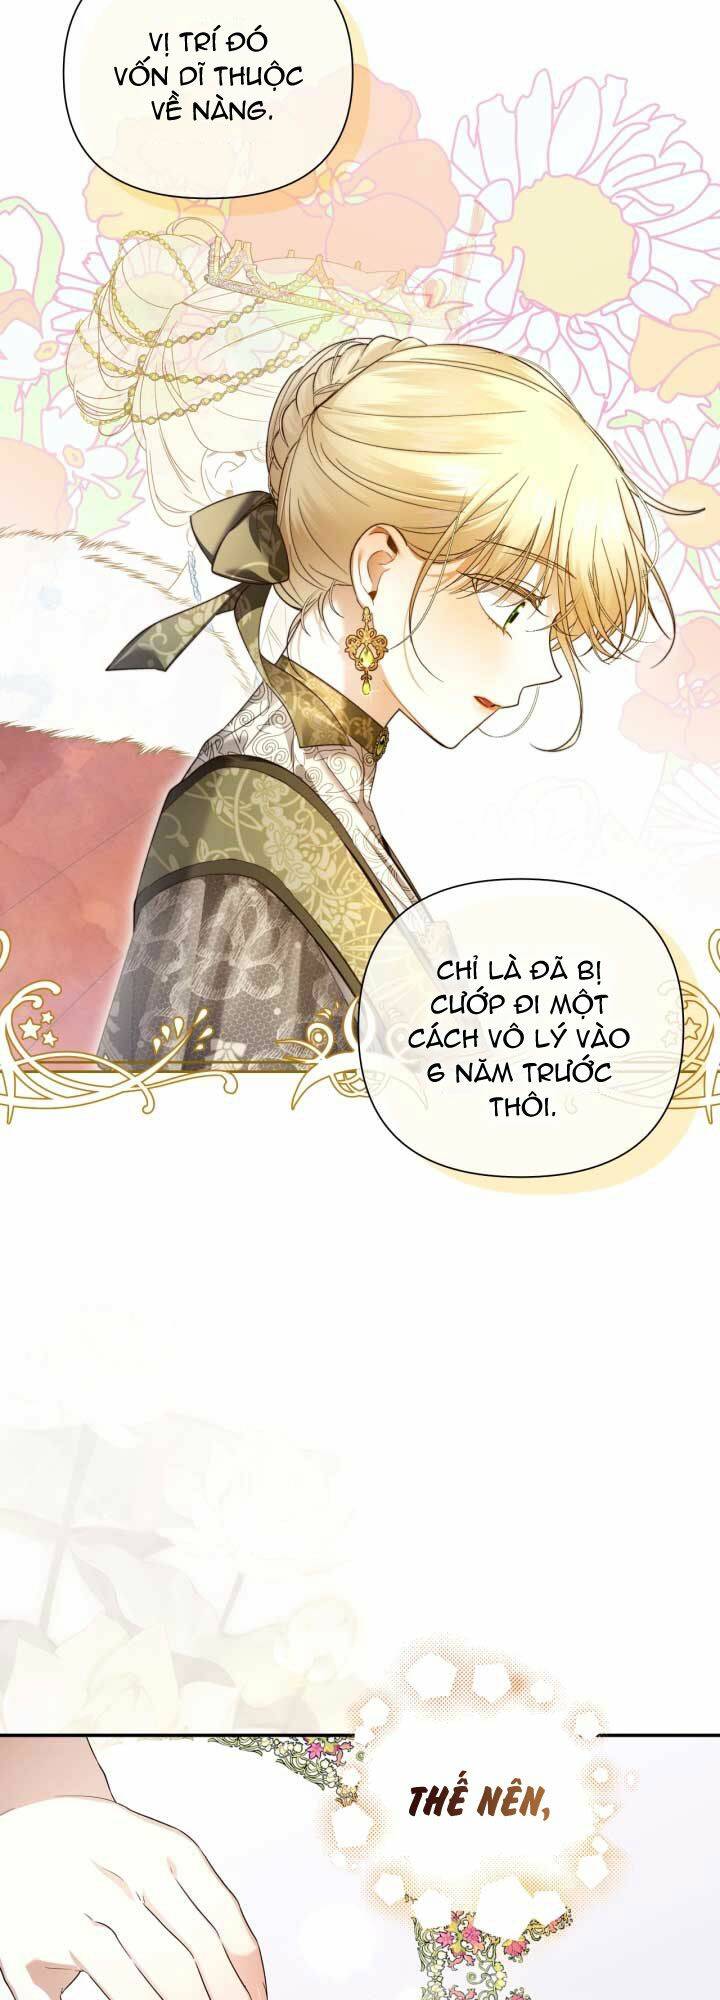 VỊ TRÍ ĐÓ
VỐN DĨ THUỘC
VỀ NÀNG.
CHỈ LÀ ĐÃ BỊ
CƯỚP ĐI MỘT
CÁCH VÔ LÝ VÀO
6 NĂM TRƯỚC
THÔI.
THẾ NÊN,